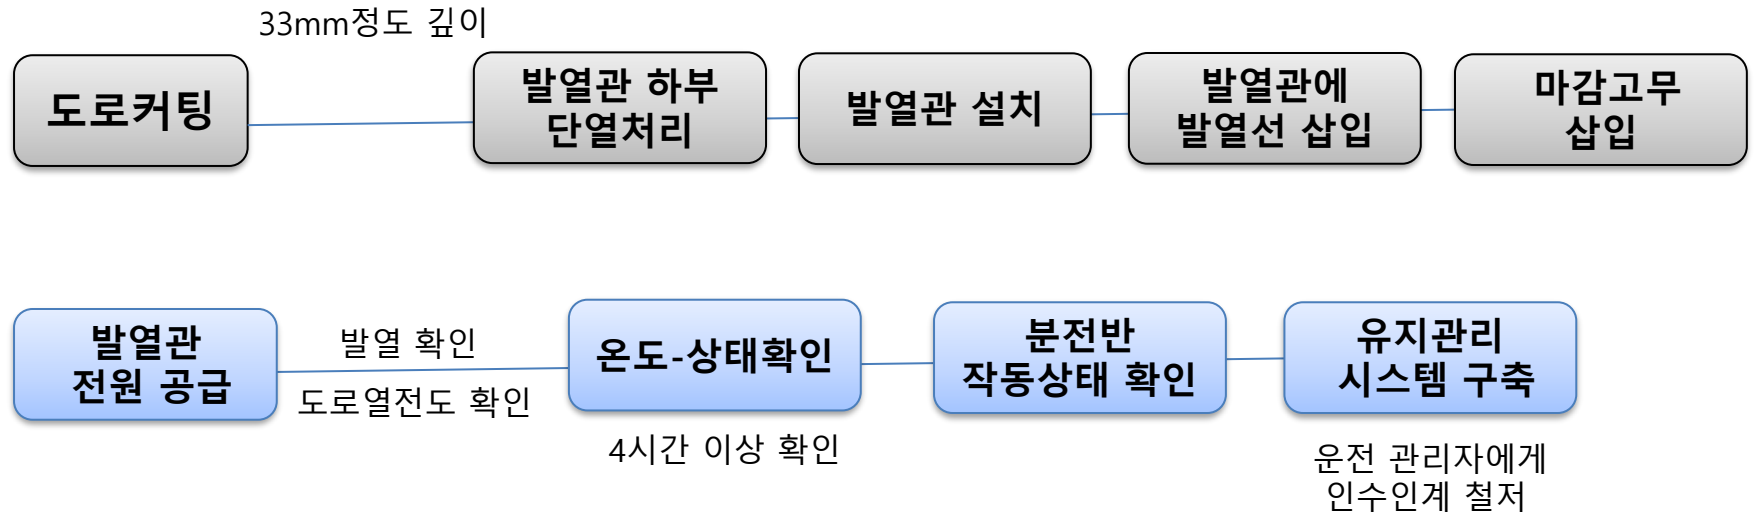 33mm정도 깊이
도로커팅
발열관 하부
단열처리
발열관 설치
발열관에
발열선 삽입
마감고무
삽입
발열관
전원 공급
발열 확인
도로열전도 확인
온도-상태확인
4시간 이상 확인
분전반
작동상태 확인
유지관리
시스템 구축
운전 관리자에게
인수인계 철저